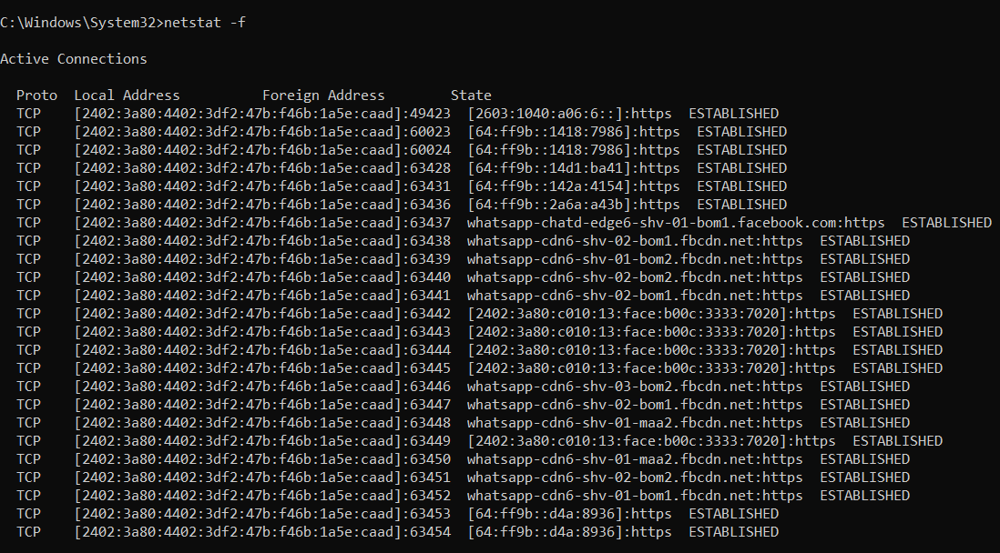 C:\Windows\System32>netstat -f
Active Connections
Proto Local Address Foreign Address State
TCP [2402:3a80:4402:3df2:47b:f46b:1a5e:caad]:49423 [2603:1040:a06:6::]:https ESTABLISHED
TCP [2402:3a80:4402:3df2:47b:f46b:1a5e:caad]:60023 [64:ff9b::1418:7986]:https ESTABLISHED
TCP [2402:3a80:4402:3df2:47b:f46b:1a5e:caad]:60024 [64:ff9b::1418:7986]:https ESTABLISHED
TCP [2402:3a80:4402:3df2:47b:f46b:1a5e:caad]:63428 [64:ff9b::14d1:ba41]:https ESTABLISHED
TCP [2402:3a80:4402:3df2:47b:f46b:1a5e:caad]:63431 [64:ff9b::142a:4154]:https ESTABLISHED
TCP [2402:3a80:4402:3df2:47b:f46b:1a5e:caad]:63436 [64:ff9b::2a6a:a43b]:https ESTABLISHED
TCP [2402:3a80:4402:3df2:47b:f46b:1a5e:caad]:63437 whatsapp-chatd-edge6-shv-01-bom1.facebook.com:https ESTABLISHED
TCP [2402:3a80:4402:3df2:47b:f46b:1a5e:caad]:63438 whatsapp-cdn6-shv-02-bom1.fbcdn.net:https ESTABLISHED
TCP [2402:3a80:4402:3df2:47b:f46b:1a5e:caad]:63439 whatsapp-cdn6-shv-01-bom2.fbcdn.net:https ESTABLISHED
TCP [2402:3a80:4402:3df2:47b:f46b:1a5e:caad]:63440 whatsapp-cdn6-shv-02-bom2.fbcdn.net:https ESTABLISHED
TCP [2402:3a80:4402:3df2:47b:f46b:1a5e:caad]:63441 whatsapp-cdn6-shv-02-bom1.fbcdn.net:https ESTABLISHED
TCP [2402:3a80:4402:3df2:47b:f46b:1a5e:caad]:63442 [2402:3a80:c010:13:face:b00c:3333:7020]:https ESTABLISHED
TCP [2402:3a80:4402:3df2:47b:f46b:1a5e:caad]:63443 [2402:3a80:c010:13:face:b00c:3333:7020]:https ESTABLISHED
TCP [2402:3a80:4402:3df2:47b:f46b:1a5e:caad]:63444 [2402:3a80:c010:13:face:b00c:3333:7020]:https ESTABLISHED
TCP [2402:3a80:4402:3df2:47b:f46b:1a5e:caad]:63445 [2402:3a80:c010:13:face:b00c:3333:7020]:https ESTABLISHED
TCP [2402:3a80:4402:3df2:47b:f46b:1a5e:caad]:63446 whatsapp-cdn6-shv-03-bom2.fbcdn.net:https ESTABLISHED
TCP [2402:3a80:4402:3df2:47b:f46b:1a5e:caad]:63447 whatsapp-cdn6-shv-02-bom1.fbcdn.net:https ESTABLISHED
TCP [2402:3a80:4402:3df2:47b:f46b:1a5e:caad]:63448 whatsapp-cdn6-shv-01-maa2.fbcdn.net:https ESTABLISHED
TCP [2402:3a80:4402:3df2:47b:f46b:1a5e:caad]:63449 [2402:3a80:c010:13:face:b00c:3333:7020]:https ESTABLISHED
TCP [2402:3a80:4402:3df2:47b:f46b:1a5e:caad]:63450 whatsapp-cdn6-shv-01-maa2.fbcdn.net:https ESTABLISHED
TCP [2402:3a80:4402:3df2:47b:f46b:1a5e:caad]:63451 whatsapp-cdn6-shv-02-bom2.fbcdn.net:https ESTABLISHED
TCP [2402:3a80:4402:3df2:47b:f46b:1a5e:caad]:63452 whatsapp-cdn6-shv-01-bom1.fbcdn.net:https ESTABLISHED
TCP [2402:3a80:4402:3df2:47b:f46b:1a5e:caad]:63453 [64:ff9b::d4a:8936]:https ESTABLISHED
TCP [2402:3a80:4402:3df2:47b:f46b:1a5e:caad]:63454 [64:ff9b::d4a:8936]:https ESTABLISHED